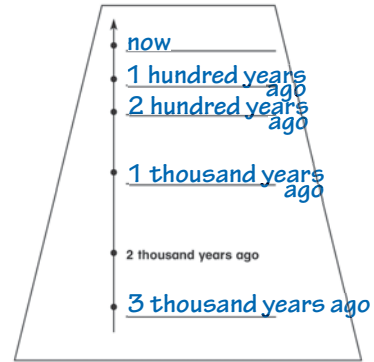 now
1 hundred years
ago
2 hundred years
ago
1 thousand years
ago
2 thousand years ago
3 thousand years ago